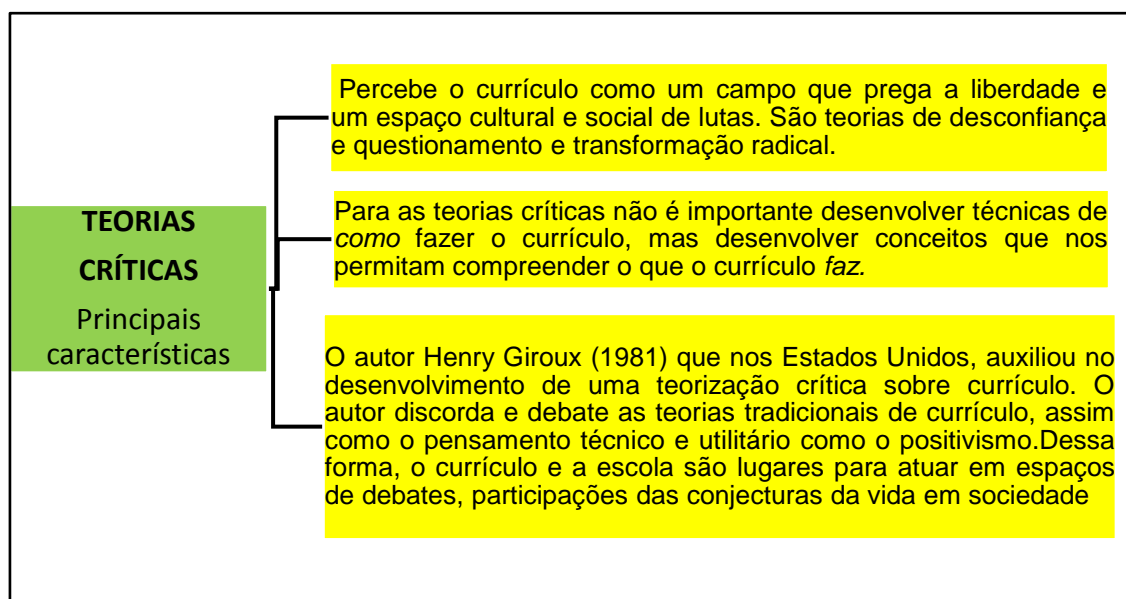 TEORIAS
CRÍTICAS
Principais
características
Percebe o currículo como um campo que prega a liberdade e
um espaço cultural e social de lutas. São teorias de desconfiança
e questionamento e transformação radical.
Para as teorias críticas não é importante desenvolver técnicas de
como fazer o currículo, mas desenvolver conceitos que nos
permitam compreender o que o currículo faz.
O autor Henry Giroux (1981) que nos Estados Unidos, auxiliou no
desenvolvimento de uma teorização crítica sobre currículo. O
autor discorda e debate as teorias tradicionais de currículo, assim
como o pensamento técnico e utilitário como o positivismo.Dessa
forma, o currículo e a escola são lugares para atuar em espaços
de debates, participações das conjecturas da vida em sociedade